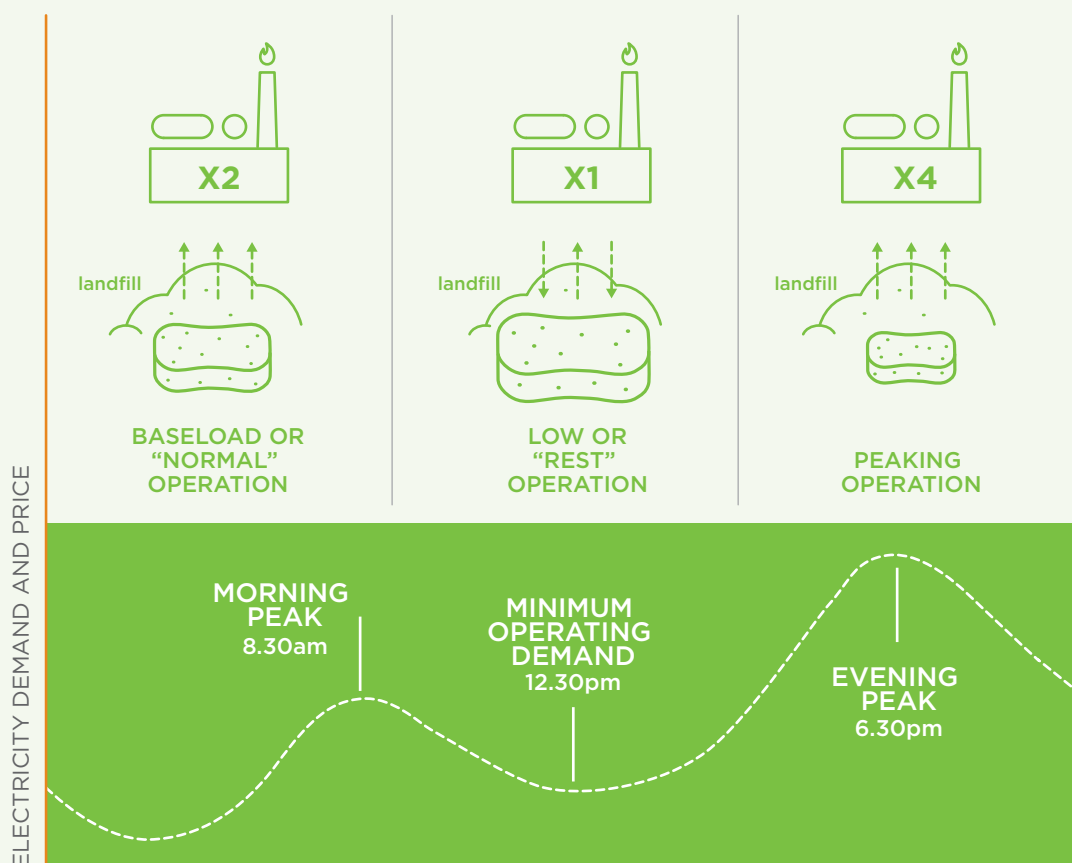 X2
X1
X4
landfill
landfill
landfill
BASELOAD OR
“NORMAL”
OPERATION
LOW OR
“REST”
OPERATION
PEAKING
OPERATION
ELECTRICITY DEMAND AND PRICE
MORNING
PEAK
8.30am
MINIMUM
OPERATING
DEMAND
12.30pm
EVENING
PEAK
6.30pm